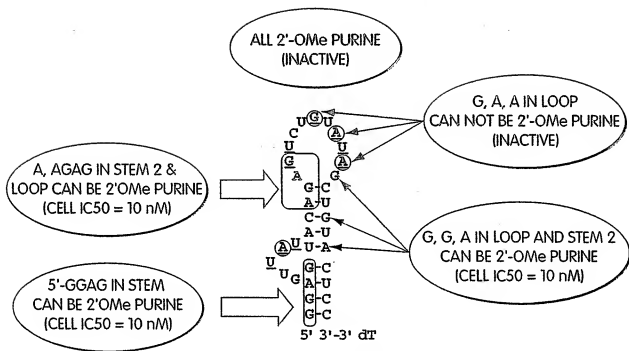 ALL 2'-OMe PURINE
(INACTIVE)
G, A, A IN LOOP
CAN NOT BE 2'-OMe PURINE
(INACTIVE)
U G U
C A
U U
G A
A G
G - C
A - U
C - G
A - U
A U U - A
U G - C
U G A - U
G - C
G - C
5' 3'-3' dT
A, AGAG IN STEM 2 &
LOOP CAN BE 2'OMe PURINE
(CELL IC50 = 10 nM)
G, G, A IN LOOP AND STEM 2
CAN BE 2'-OMe PURINE
(CELL IC50 = 10 nM)
5'-GGAG IN STEM
CAN BE 2'OMe PURINE
(CELL IC50 = 10 nM)